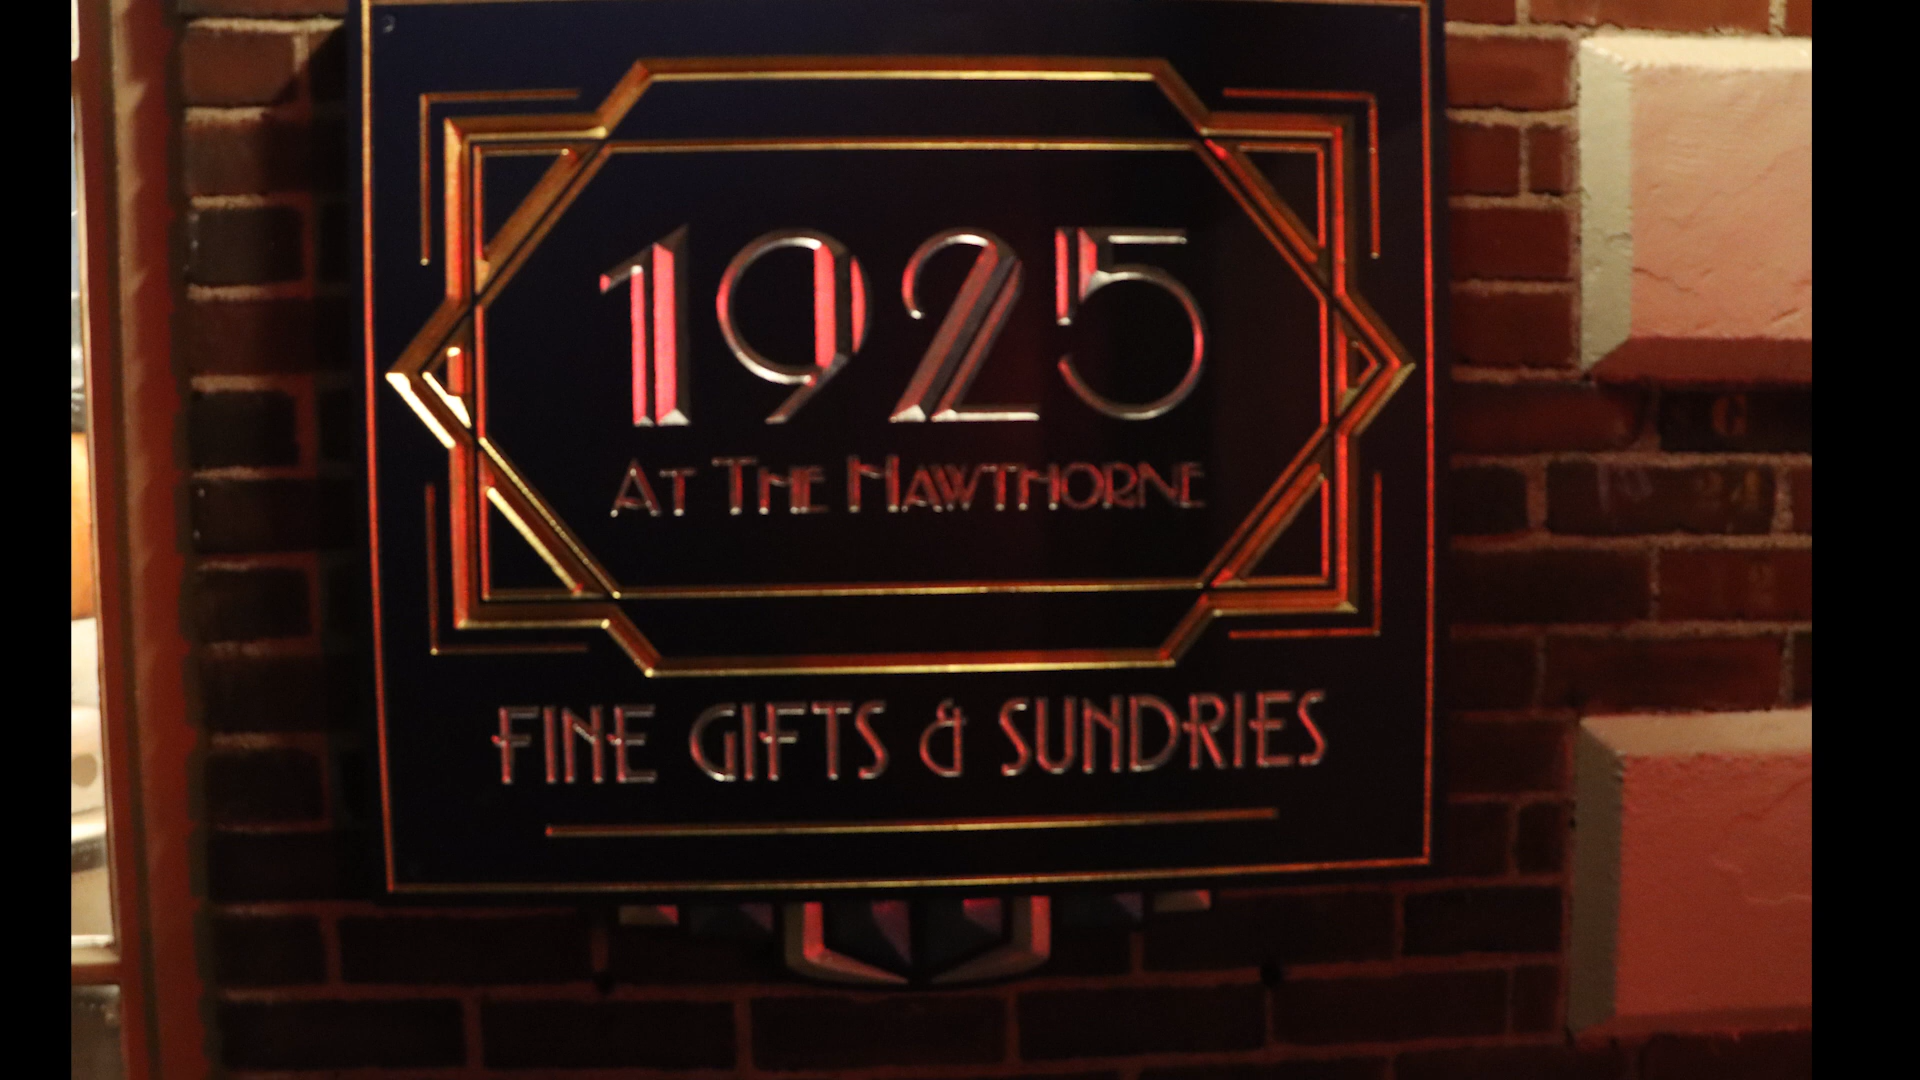 1925
AT THE HAWTHORNE
FINE GIFTS & SUNDRIES